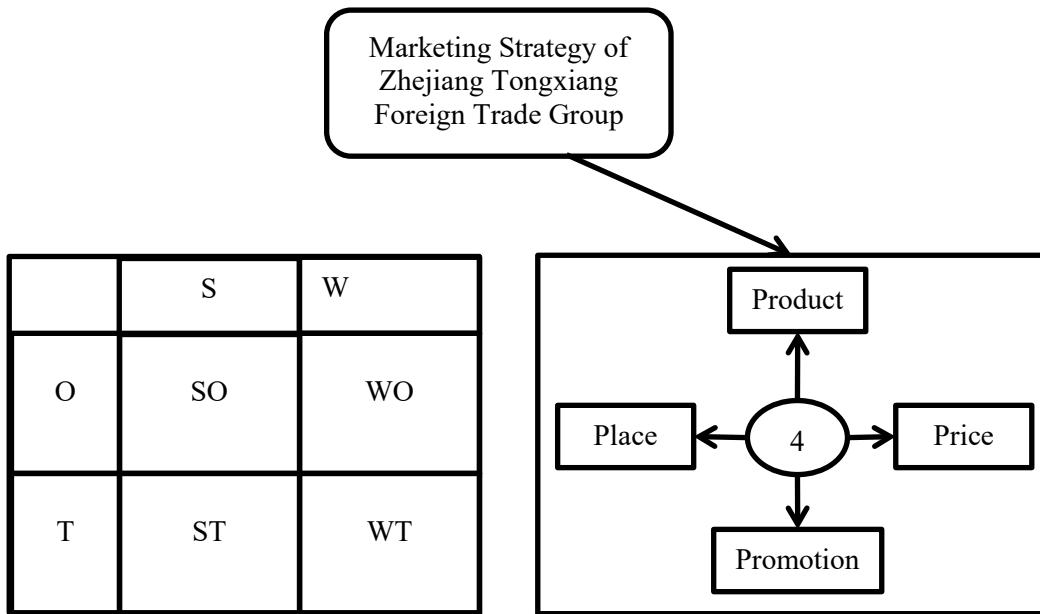 Marketing Strategy of
Zhejiang Tongxiang
Foreign Trade Group
S W
O SO WO
T ST WT
Product
Place 4 Price
Promotion